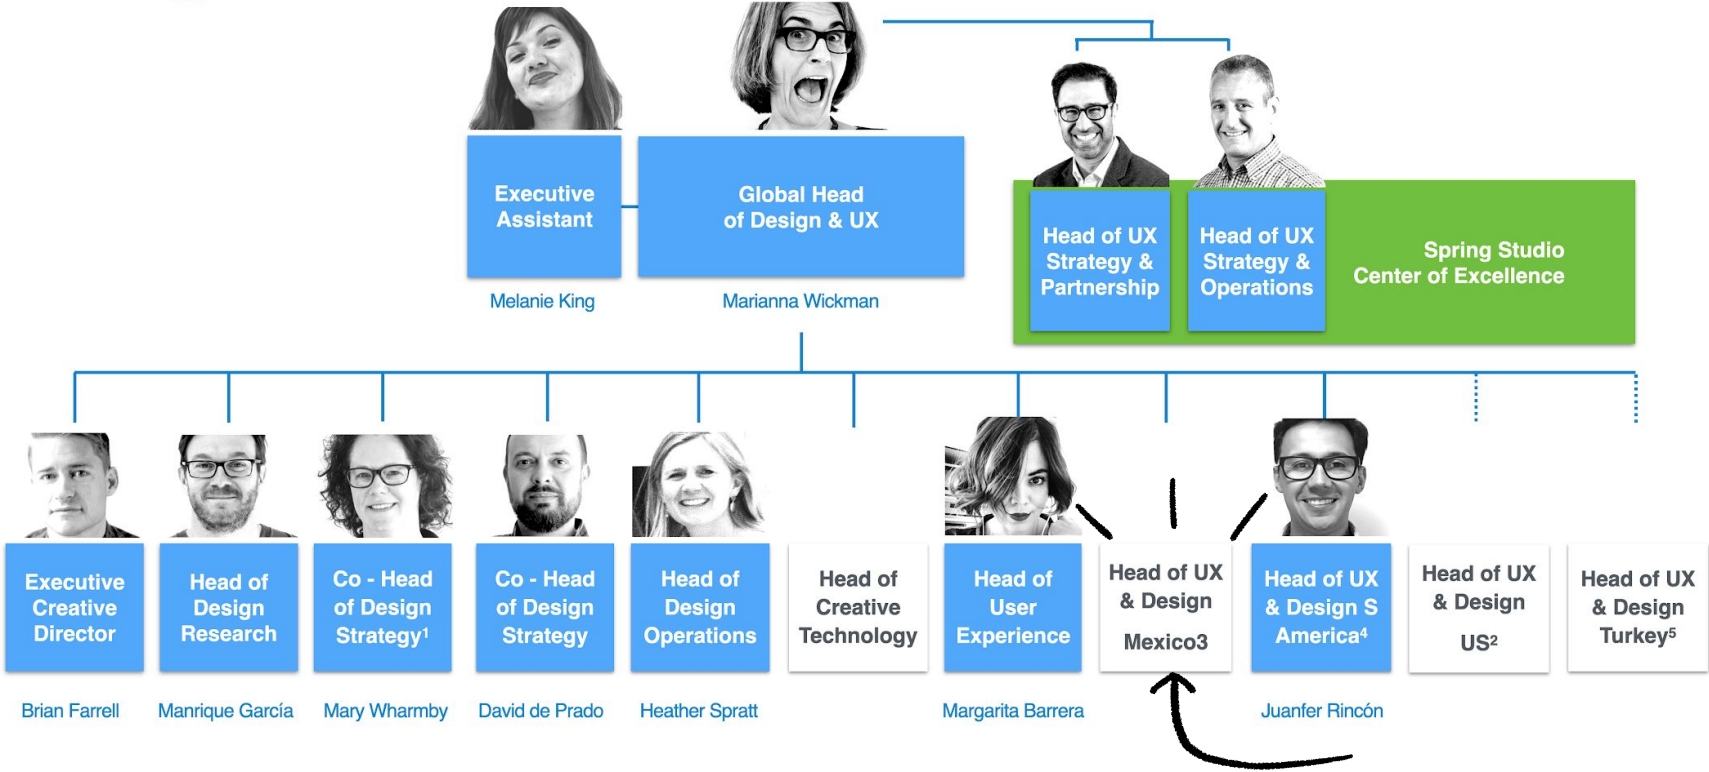 Executive
Assistant
Global Head
of Design & UX
Melanie King
Marianna Wickman
Head of UX
Strategy &
Partnership
Head of UX
Strategy &
Operations
Spring Studio
Center of Excellence
Executive
Creative
Director
Head of
Design
Research
Co - Head
of Design
Strategy¹
Co - Head
of Design
Strategy
Head of
Design
Operations
Head of
Creative
Technology
Head of
User
Experience
Head of UX
& Design
Mexico3
Head of UX
& Design S
America⁴
Head of UX
& Design
US²
Head of UX
& Design
Turkey⁵
Brian Farrell
Manrique García
Mary Wharmby
David de Prado
Heather Spratt
Margarita Barrera
Juanfer Rincón